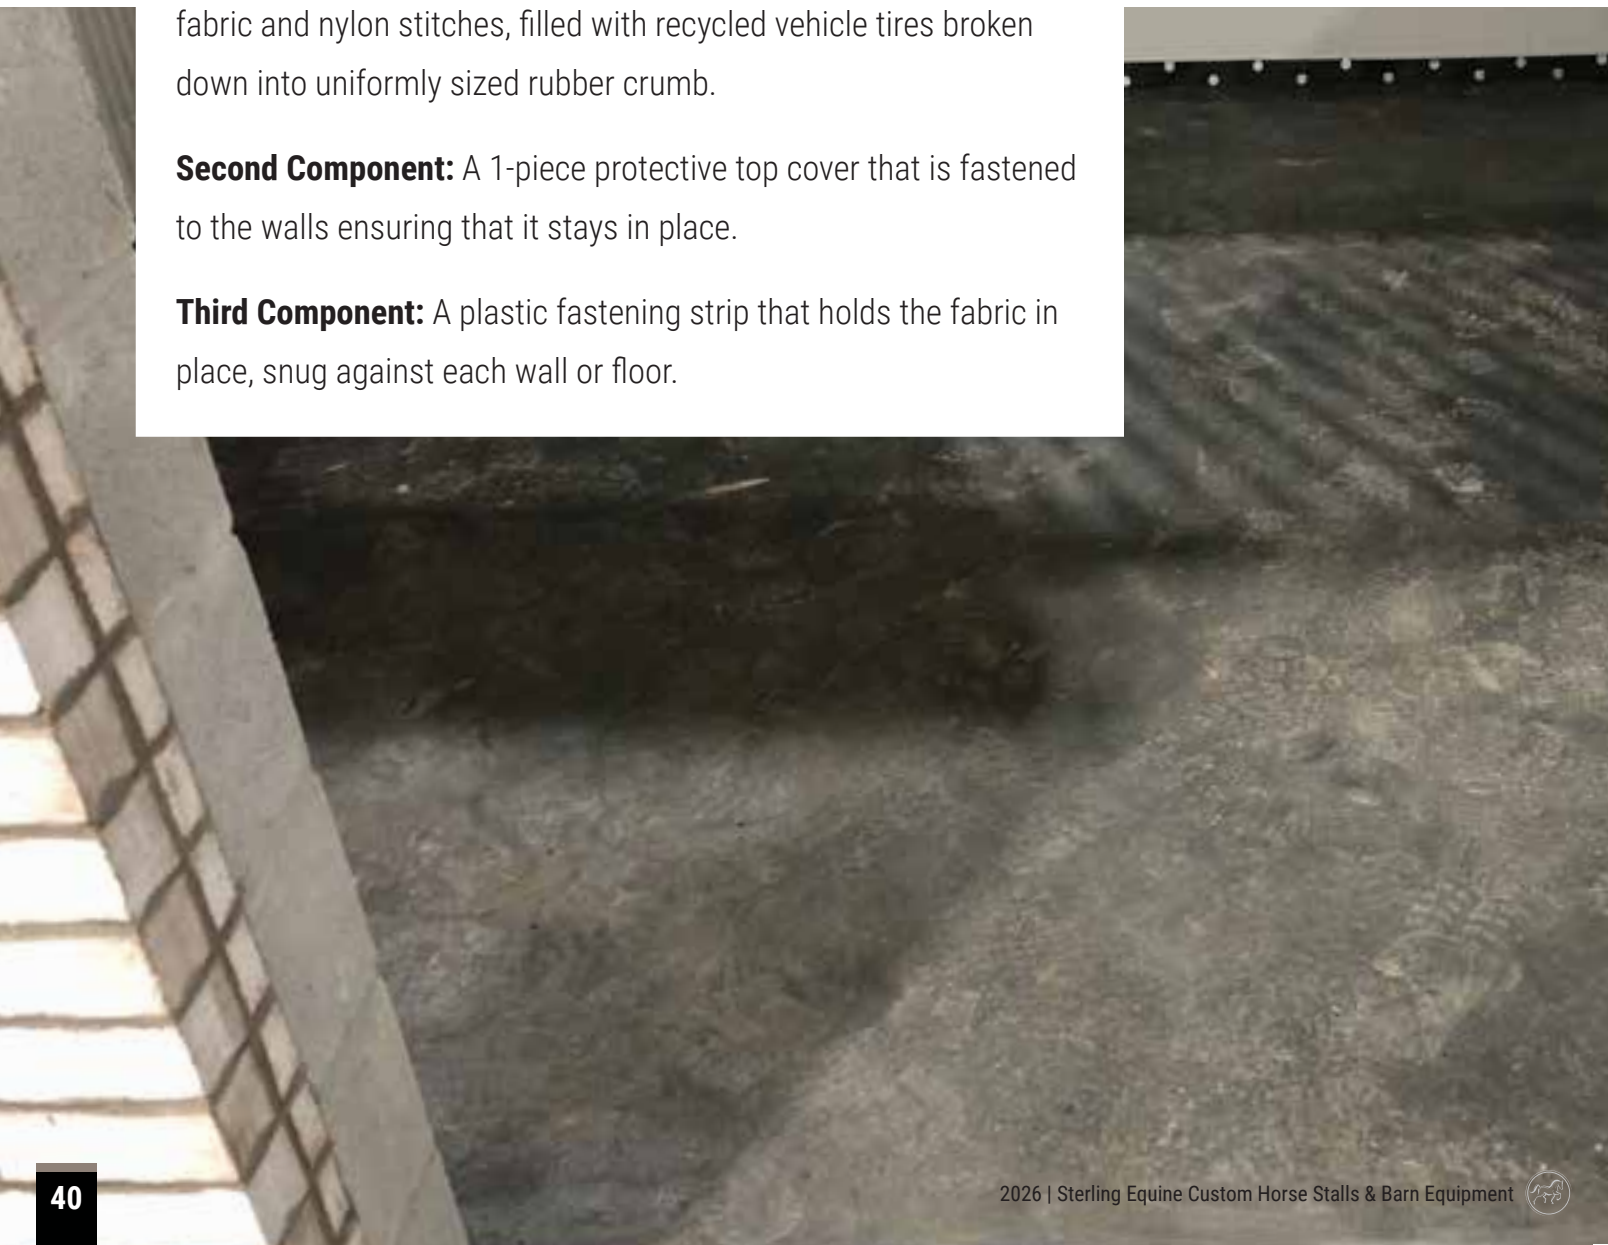 fabric and nylon stitches, filled with recycled vehicle tires broken
down into uniformly sized rubber crumb.
Second Component: A 1-piece protective top cover that is fastened
to the walls ensuring that it stays in place.
Third Component: A plastic fastening strip that holds the fabric in
place, snug against each wall or floor.
40
2026 | Sterling Equine Custom Horse Stalls & Barn Equipment